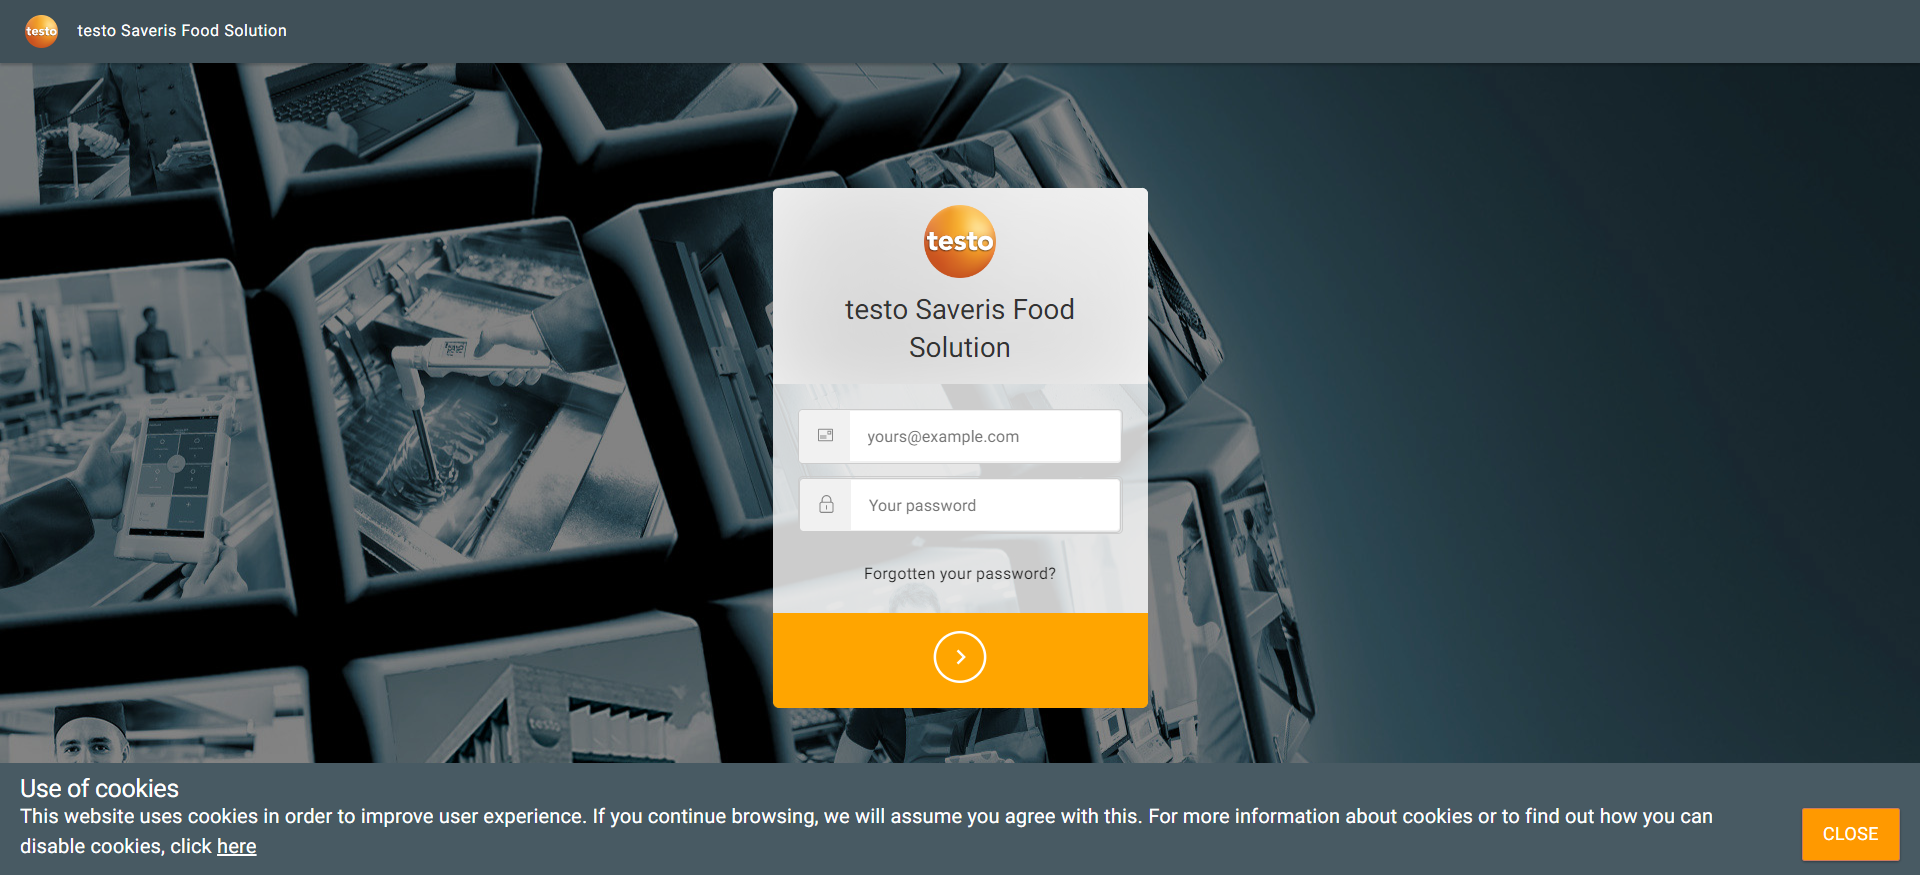 testo
testo Saveris Food Solution
testo
testo Saveris Food
Solution
yours@example.com
Your password
Forgotten your password?
testo
Use of cookies
This website uses cookies in order to improve user experience. If you continue browsing, we will assume you agree with this. For more information about cookies or to find out how you can
disable cookies, click here
CLOSE